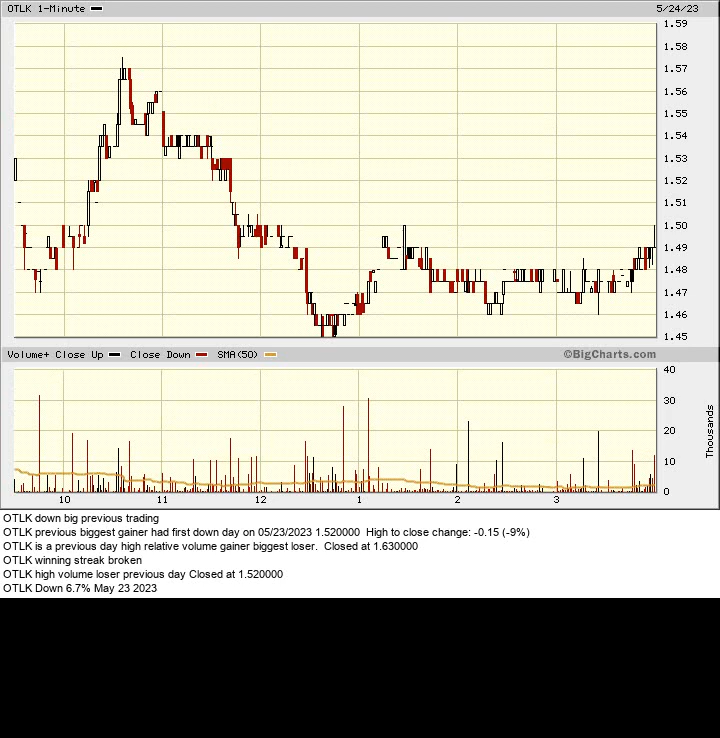 OTLK 1-Minute 5/24/23
1.59
1.58
1.57
1.56
1.55
1.54
1.53
1.52
1.51
1.50
1.49
1.48
1.47
1.46
1.45
Volume+ Close Up Close Down SMA(50) ©BigCharts.com
40
30
20
10
0
Thousands
10 11 12 1 2 3
OTLK down big previous trading
OTLK previous biggest gainer had first down day on 05/23/2023 1.520000 High to close change: -0.15 (-9%)
OTLK is a previous day high relative volume gainer biggest loser. Closed at 1.630000
OTLK winning streak broken
OTLK high volume loser previous day Closed at 1.520000
OTLK Down 6.7% May 23 2023